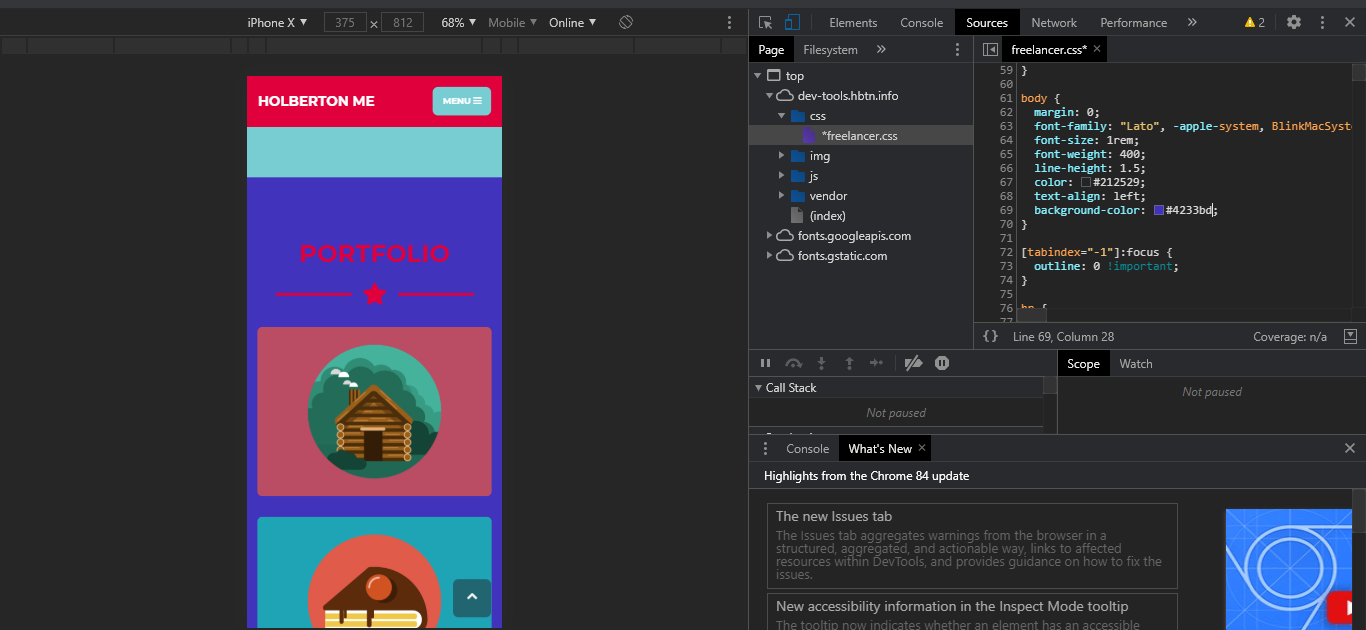 iPhone X ▼ 375 × 812 68% ▼ Mobile ▼ Online ▼
Elements Console Sources Network Performance » 2
Page Filesystem »
freelancer.css* ×
HOLBERTON ME
MENU
PORTFOLIO
top
dev-tools.hbtn.info
css
*freelancer.css
img
js
vendor
(index)
fonts.googleapis.com
fonts.gstatic.com
59 }
60
61 body {
62 margin: 0;
63 font-family: "Lato", -apple-system, BlinkMacSyste
64 font-size: 1rem;
65 font-weight: 400;
66 line-height: 1.5;
67 color: #212529;
68 text-align: left;
69 background-color: #4233bd;
70 }
71
72 [tabindex="-1"]:focus {
73 outline: 0 !important;
74 }
75
76 hr {
77
{} Line 69, Column 28 Coverage: n/a
Call Stack
Not paused
Scope Watch
Not paused
Console What's New ×
Highlights from the Chrome 84 update
The new Issues tab
The Issues tab aggregates warnings from the browser in a
structured, aggregated, and actionable way, links to affected
resources within DevTools, and provides guidance on how to fix the
issues.
New accessibility information in the Inspect Mode tooltip
The tooltip now indicates whether an element has an accessible